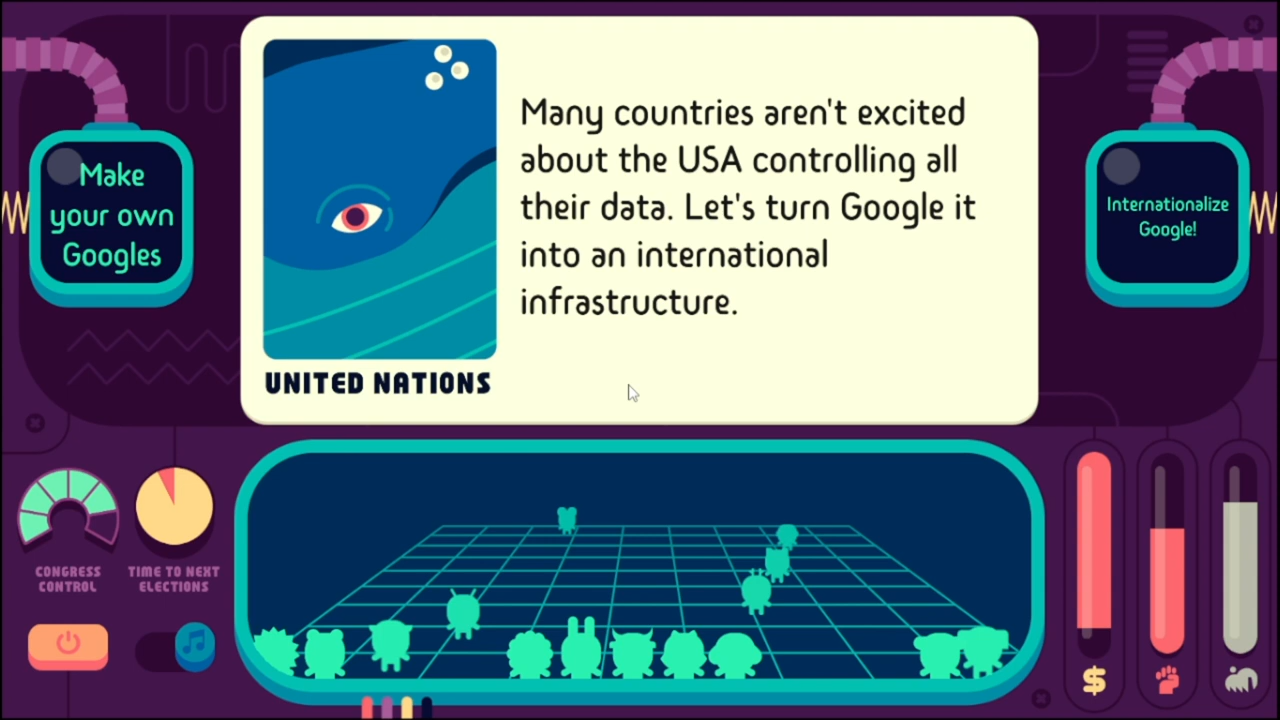 Make
your own
Googles
Many countries aren't excited
about the USA controlling all
their data. Let's turn Google it
into an international
infrastructure.
UNITED NATIONS
Internationalize
Google!
CONGRESS
CONTROL
TIME TO NEXT
ELECTIONS
$